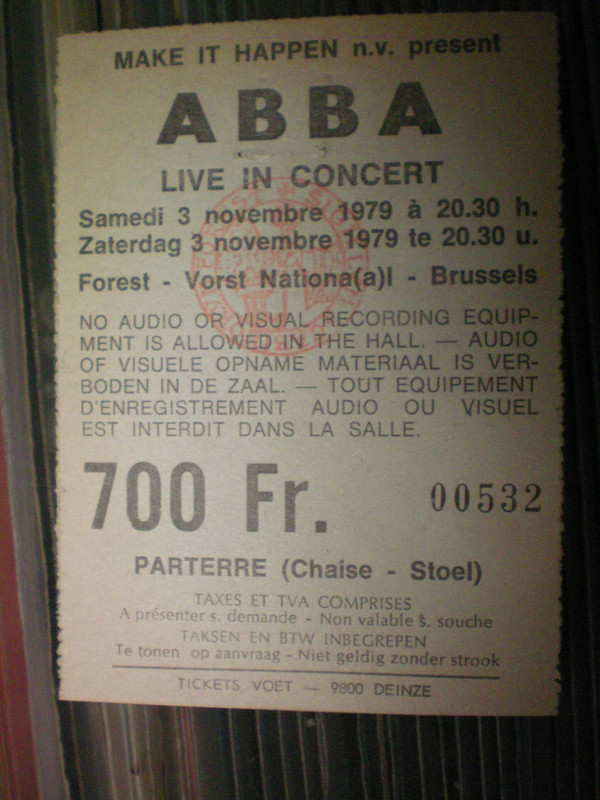 MAKE IT HAPPEN n.v. present
ABBA
LIVE IN CONCERT
Samedi 3 novembre 1979 à 20.30 h.
Zaterdag 3 novembre 1979 te 20.30 u.
Forest - Vorst Nationa(a)l - Brussels
NO AUDIO OR VISUAL RECORDING EQUIP-
MENT IS ALLOWED IN THE HALL. — AUDIO
OF VISUELE OPNAME MATERIAAL IS VER-
BODEN IN DE ZAAL. — TOUT EQUIPEMENT
D'ENREGISTREMENT AUDIO OU VISUEL
EST INTERDIT DANS LA SALLE.
700 Fr.
00532
PARTERRE (Chaise - Stoel)
TAXES ET TVA COMPRISES
A présenter s. demande - Non valable s. souche
TAKSEN EN BTW INBEGREPEN
Te tonen op aanvraag - Niet geldig zonder strook
TICKETS VOET — 9800 DEINZE